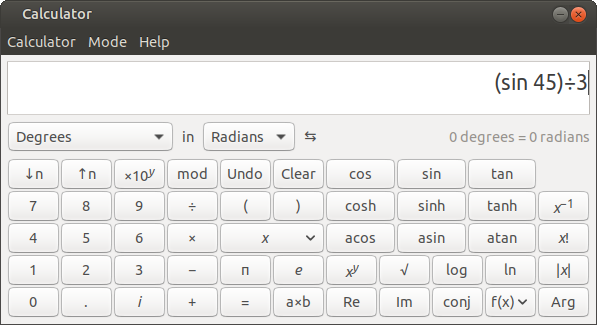 Calculator
Calculator Mode Help
(sin 45)÷3
Degrees in Radians ⇆ 0 degrees = 0 radians
↓n ↑n ×10^y mod Undo Clear cos sin tan
7 8 9 ÷ ( ) cosh sinh tanh x⁻¹
4 5 6 × x acos asin atan x!
1 2 3 − π e x^y √ log ln |x|
0 . i + = a×b Re Im conj f(x) Arg